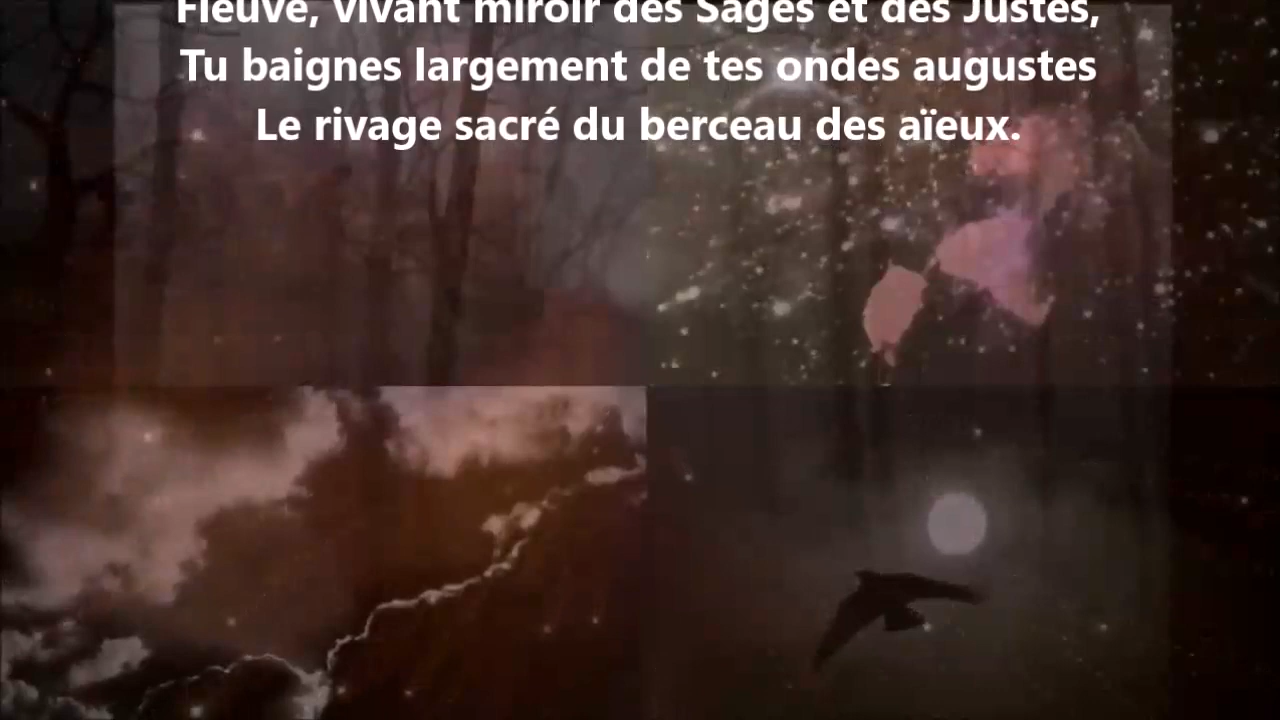 Fleuve, vivant miroir des Sages et des Justes,
Tu baignes largement de tes ondes augustes
Le rivage sacré du berceau des aïeux.